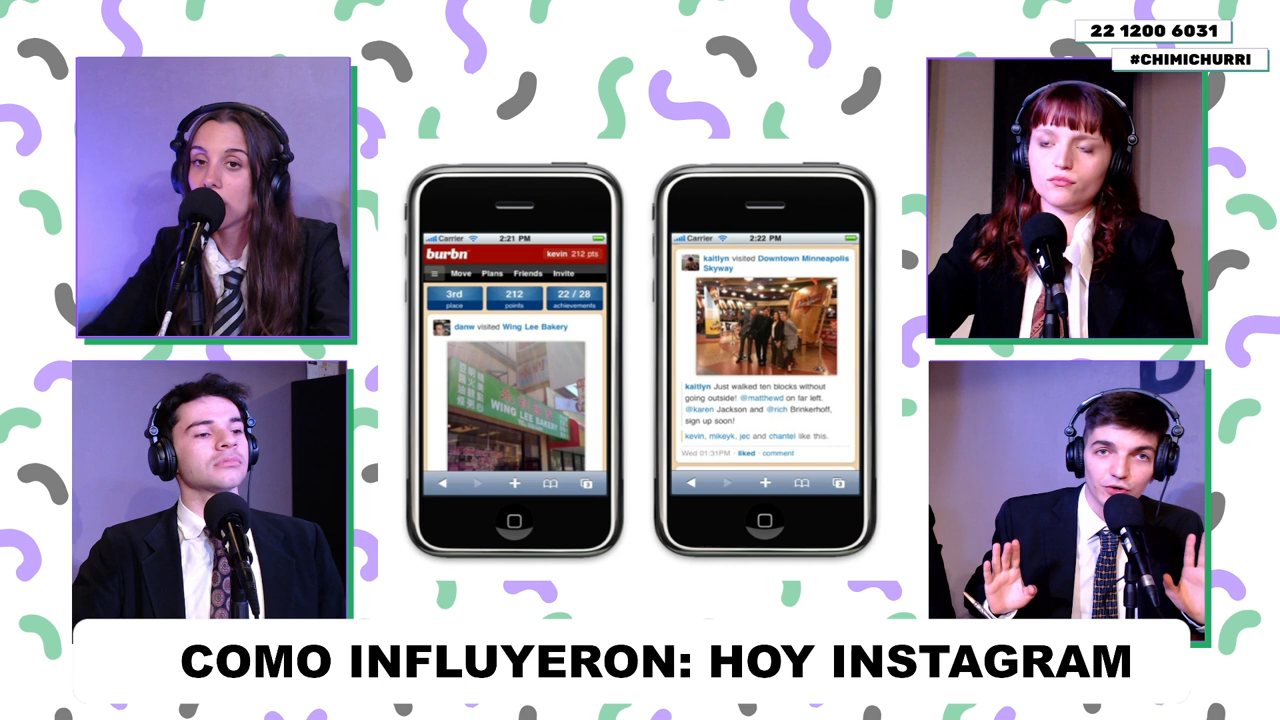 22 1200 6031
#CHIMICHURRI
Carrier 2:21 PM
burbn kevin 212 pts
Move Plans Friends Invite
3rd 212 22 / 28
place points achievements
danw visited Wing Lee Bakery
WING LEE BAKERY
Carrier 2:22 PM
kaitlyn visited Downtown Minneapolis
Skyway
kaitlyn Just walked ten blocks without
going outside! @matthewd on far left.
@karen Jackson and @rich Brinkerhoff,
sign up soon!
kevin, mikeyk, jec and chantel like this.
Wed 01:31PM · liked · comment
D
COMO INFLUYERON: HOY INSTAGRAM